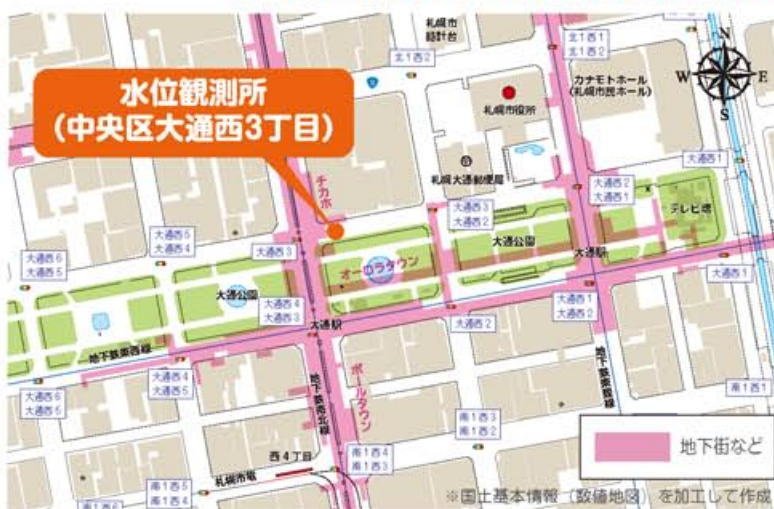 水位観測所
(中央区大通西3丁目)
札幌市
時計台
北1西2
北1西1
北1西2
N
W
E
S
カナモトホール
(札幌市民ホール)
札幌市役所
札幌大通郵便局
大通西1
チカホ
大通西3
大通西2
大通西2
大通西1
テレビ塔
大通西5
大通西4
大通西3
大通西6
大通西5
オーロラタウン
大通公園
大通駅
大通西1
大通公園
大通西4
大通西3
大通駅
大通西2
大通西1
大通西2
地下鉄東西線
大通西4
大通西5
大通西6
大通西5
地下鉄南北線
ポールタウン
地下鉄東豊線
南1西1
南1西3
南1西2
西4丁目
南1西4
南1西3
札幌市電
南1西5
南1西4
南1西6
地下街など
※国土基本情報(数値地図)を加工して作成